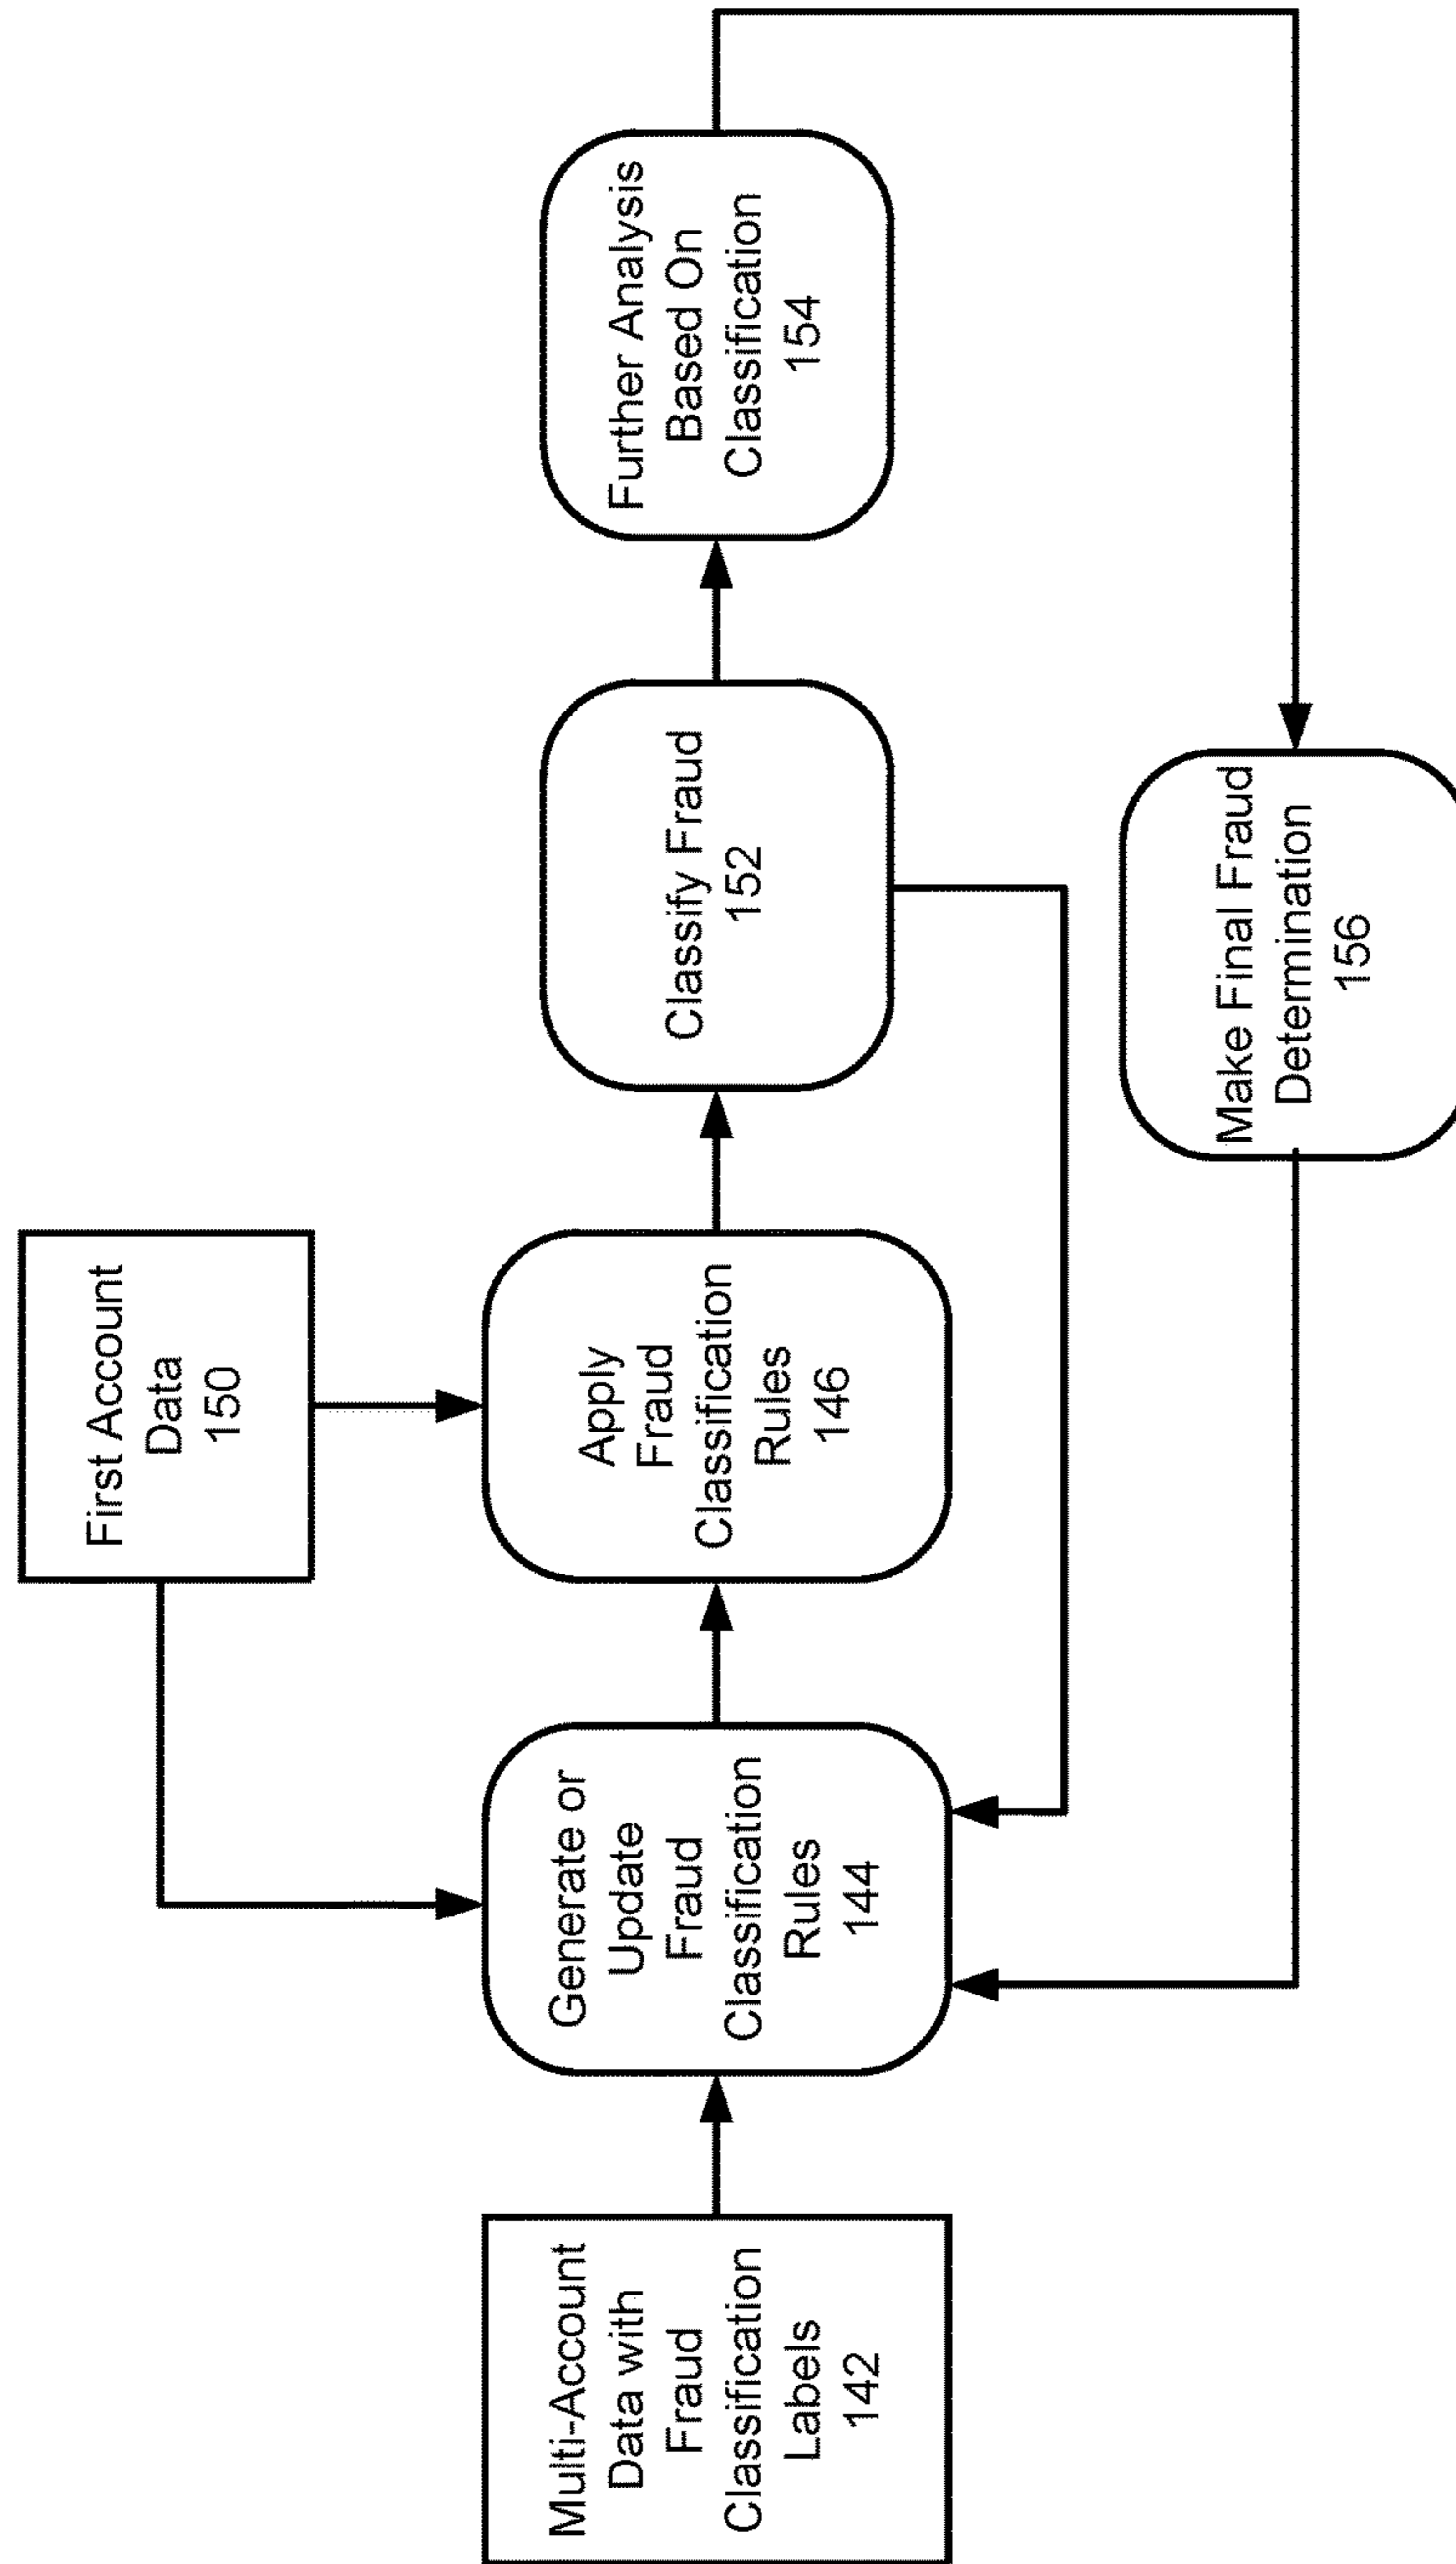 First Account
Data
150
Multi-Account
Data with
Fraud
Classification
Labels
142
Generate or
Update
Fraud
Classification
Rules
144
Apply
Fraud
Classification
Rules
146
Classify Fraud
152
Further Analysis
Based On
Classification
154
Make Final Fraud
Determination
156